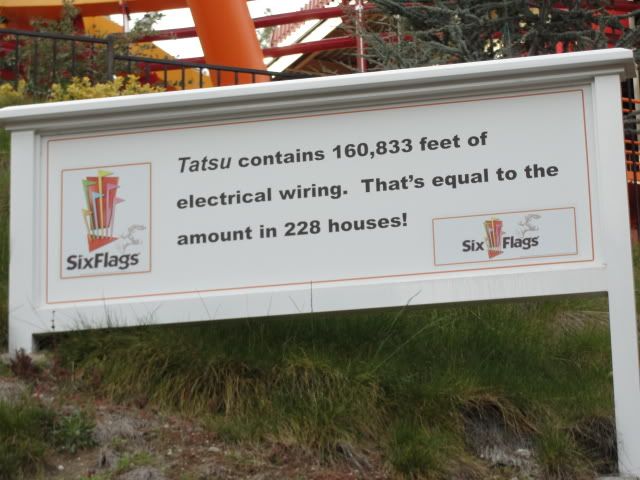 Tatsu contains 160,833 feet of
electrical wiring. That's equal to the
amount in 228 houses!
SixFlags
Six Flags